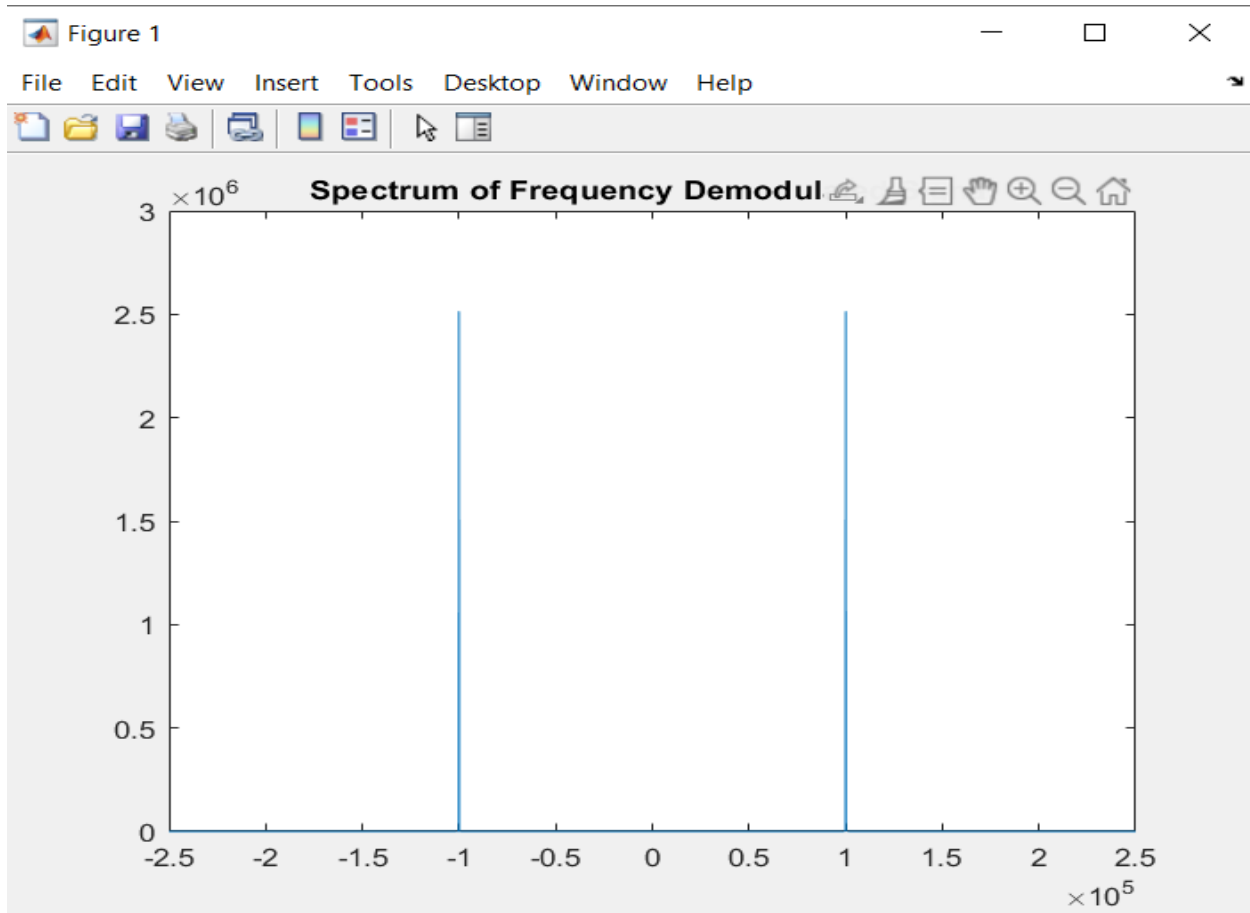 Figure 1
File Edit View Insert Tools Desktop Window Help
×10^6
Spectrum of Frequency Demodul
3
2.5
2
1.5
1
0.5
0
-2.5 -2 -1.5 -1 -0.5 0 0.5 1 1.5 2 2.5
×10^5